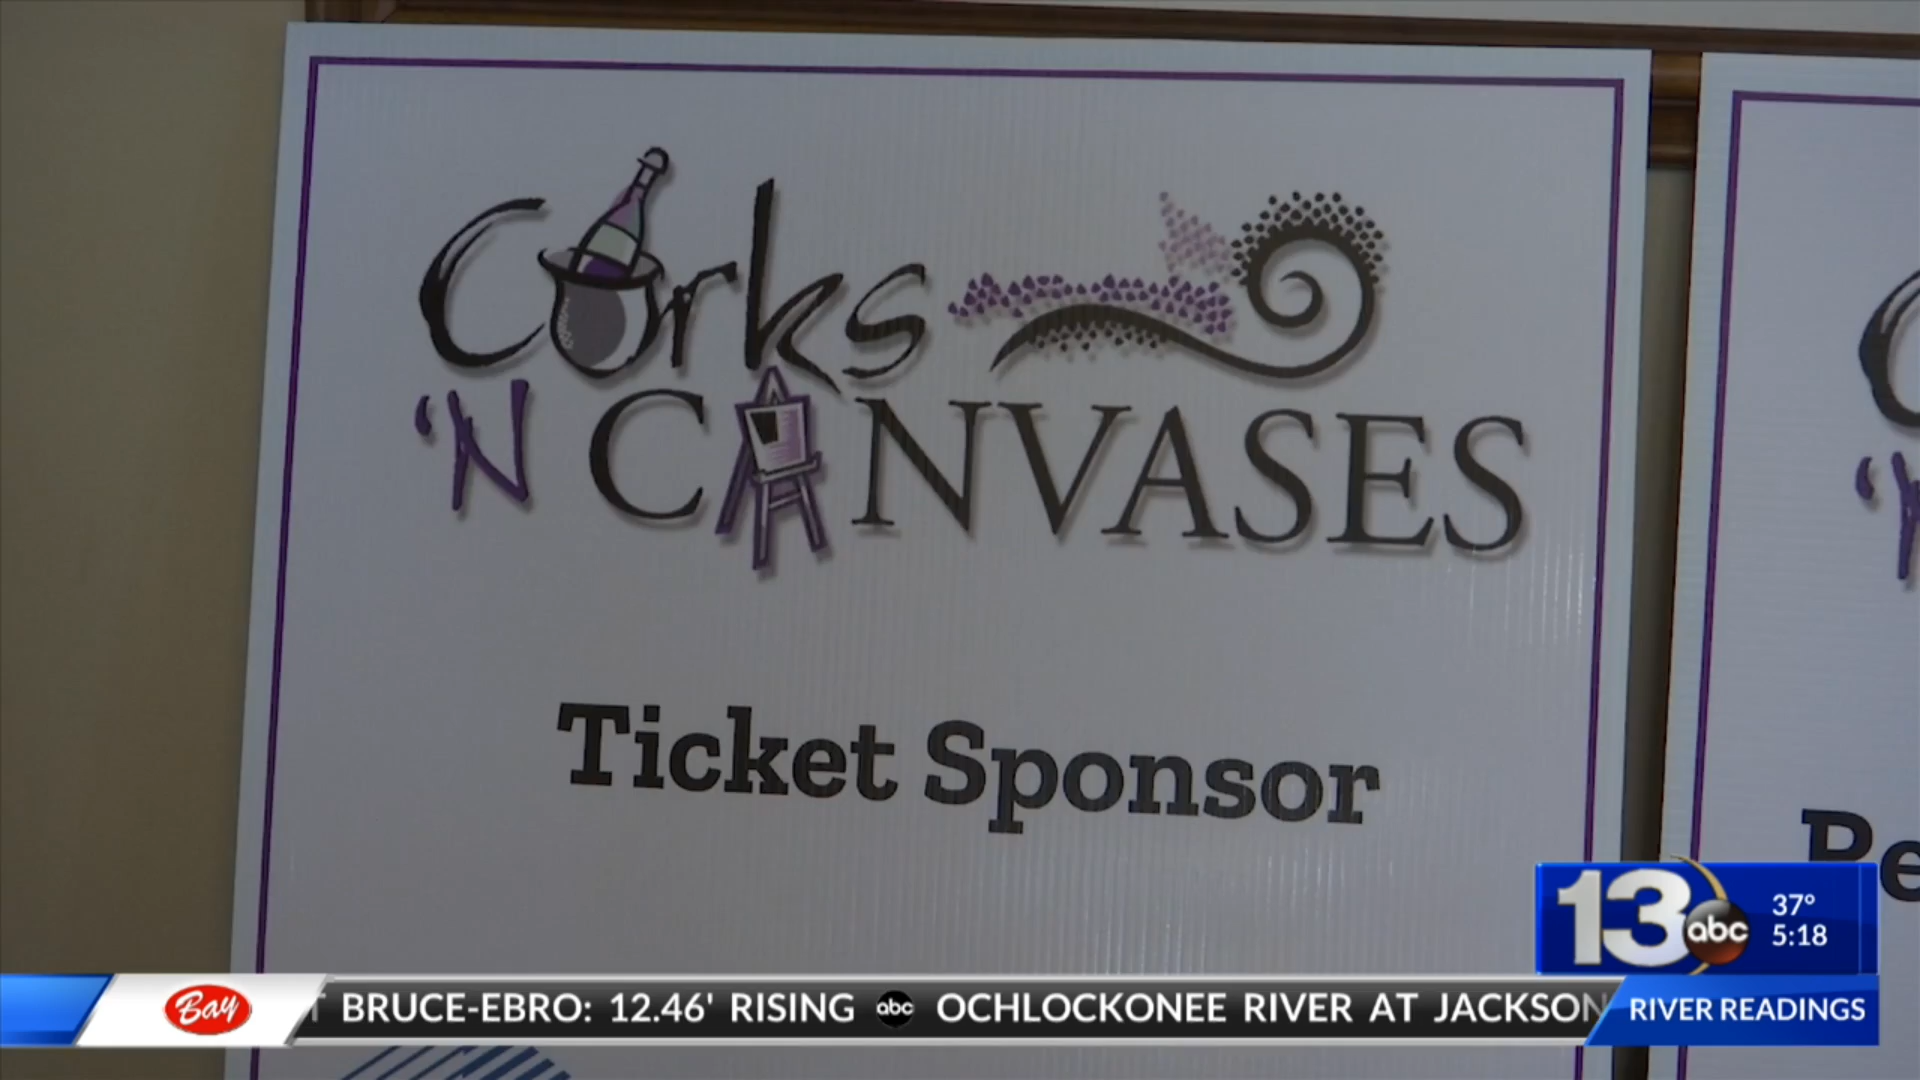 Corks
'N CANVASES
Ticket Sponsor
13 abc
37°
5:18
Bay
BRUCE-EBRO: 12.46' RISING abc OCHLOCKONEE RIVER AT JACKSON
RIVER READINGS